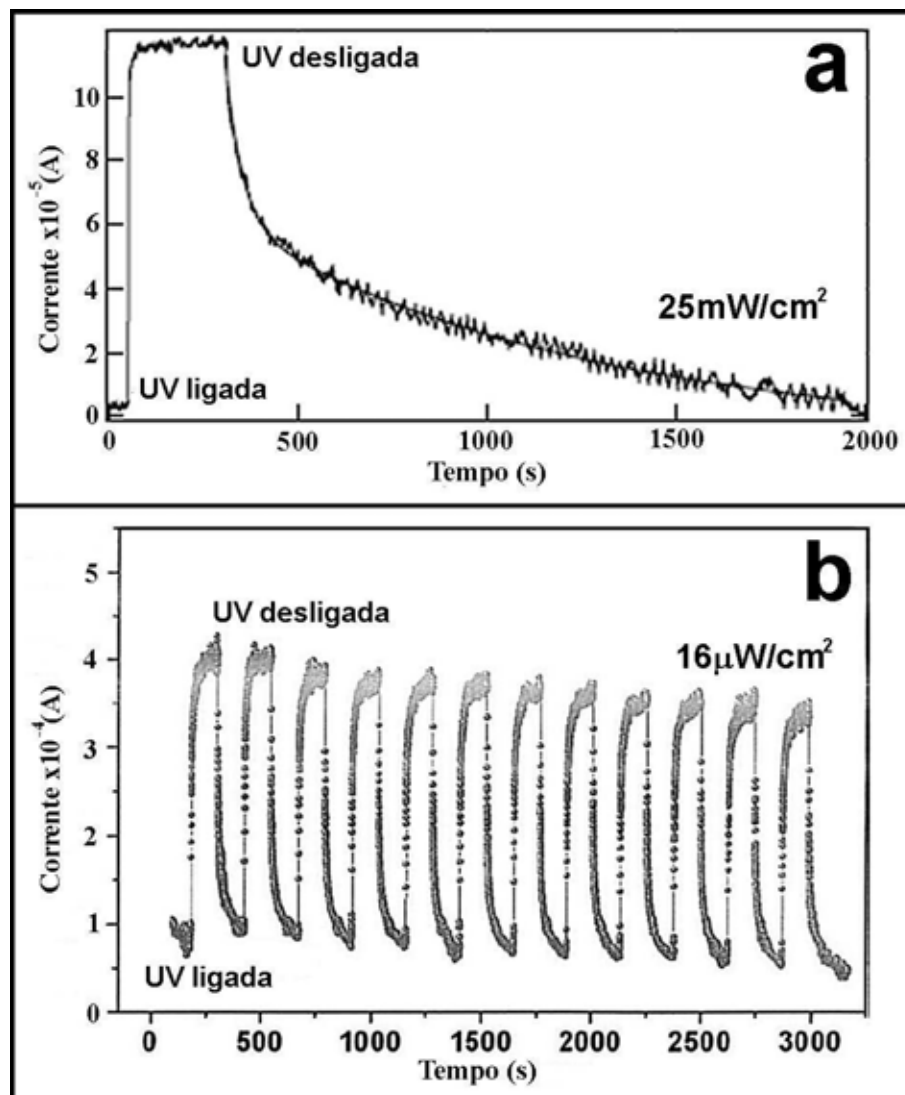 a
UV desligada
Corrente x10⁻⁵(A)
10
8
6
4
2
0
25mW/cm²
UV ligada
0 500 1000 1500 2000
Tempo (s)
b
UV desligada
16μW/cm²
Corrente x10⁻⁴(A)
5
4
3
2
1
0
UV ligada
0 500 1000 1500 2000 2500 3000
Tempo (s)